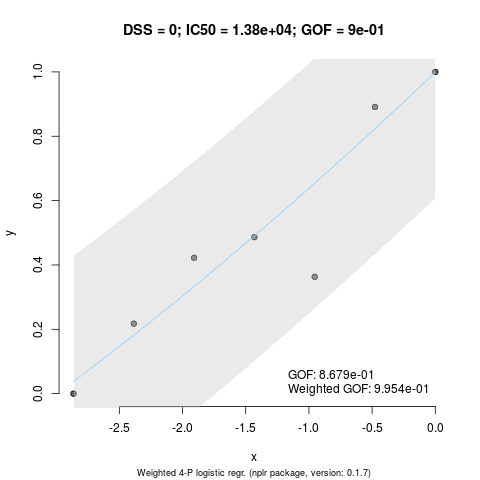 DSS = 0; IC50 = 1.38e+04; GOF = 9e-01
1.0
0.8
0.6
0.4
0.2
0.0
y
GOF: 8.679e-01
Weighted GOF: 9.954e-01
-2.5 -2.0 -1.5 -1.0 -0.5 0.0
x
Weighted 4-P logistic regr. (nplr package, version: 0.1.7)